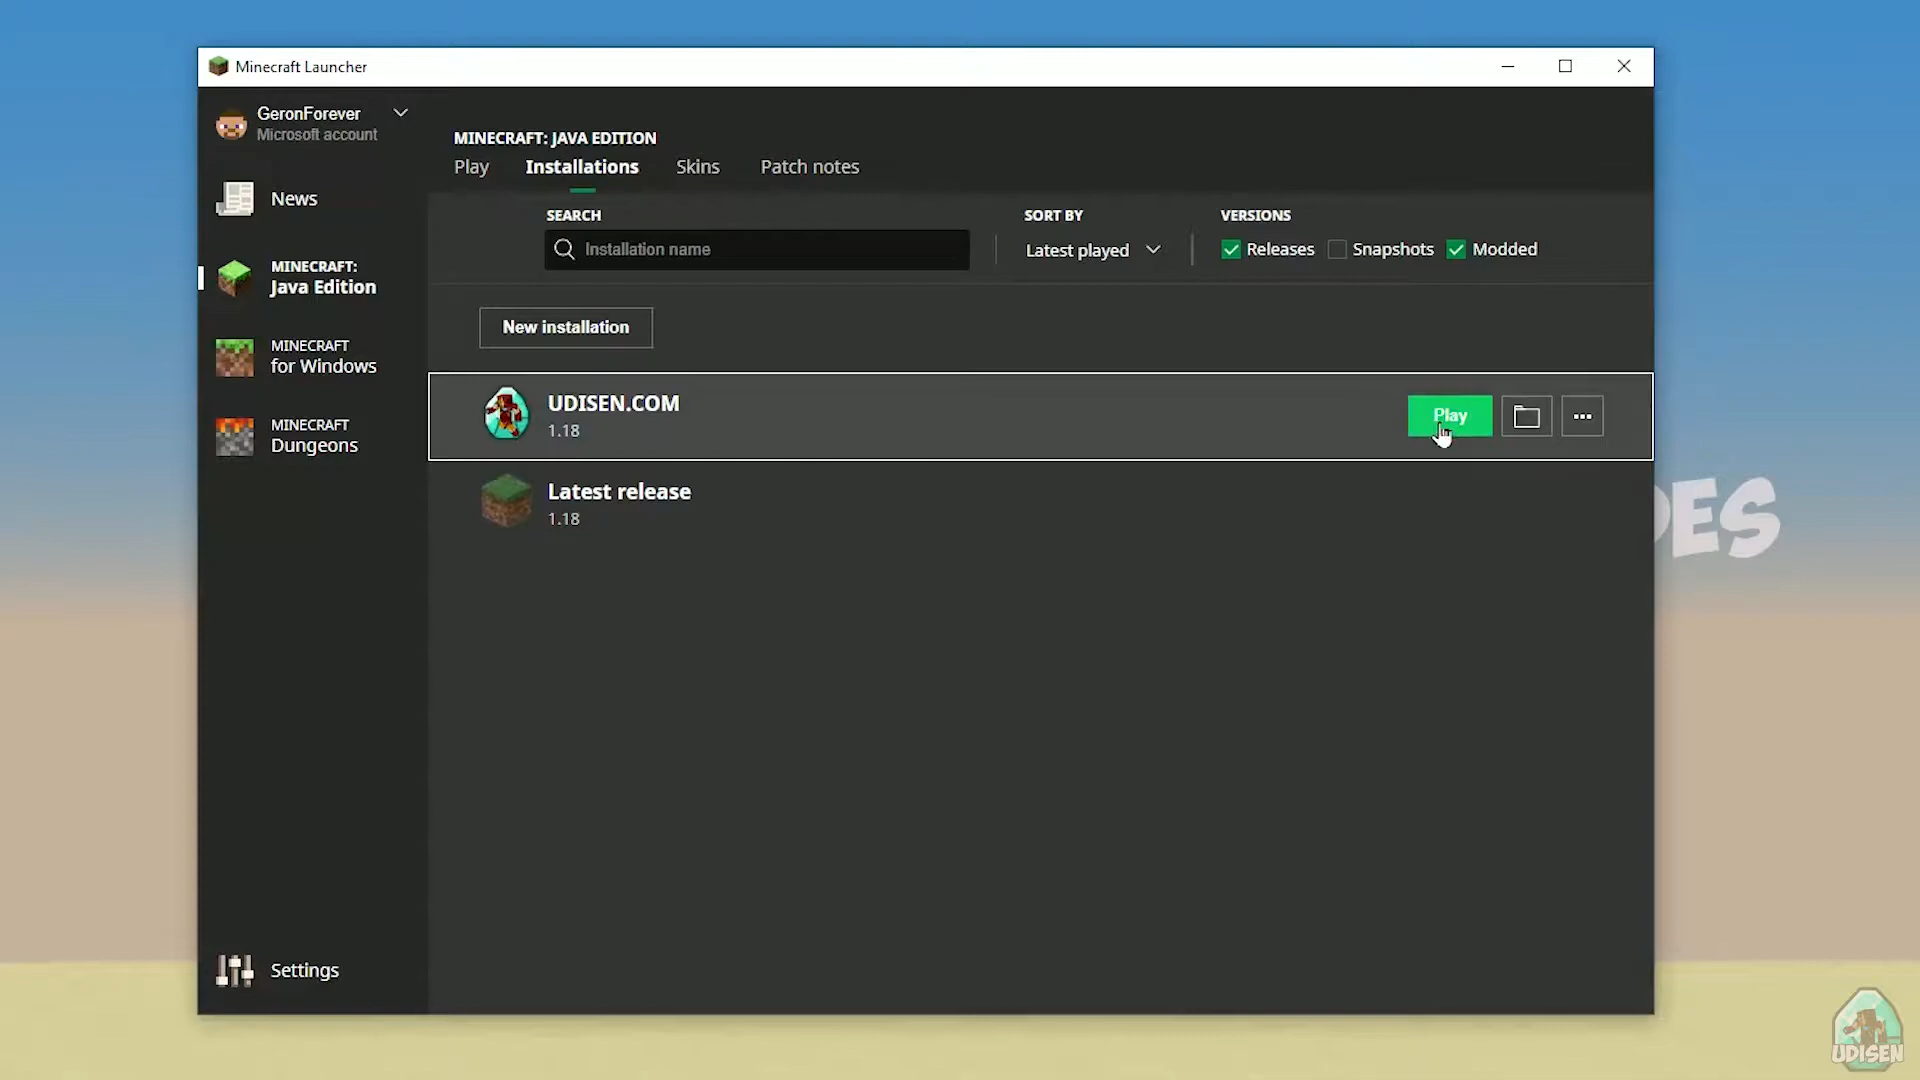 Minecraft Launcher
GeronForever
Microsoft account
News
MINECRAFT:
Java Edition
MINECRAFT
for Windows
MINECRAFT
Dungeons
Settings
MINECRAFT: JAVA EDITION
Play Installations Skins Patch notes
SEARCH SORT BY VERSIONS
Installation name Latest played Releases Snapshots Modded
New installation
UDISEN.COM
1.18
Play
Latest release
1.18
UDISEN